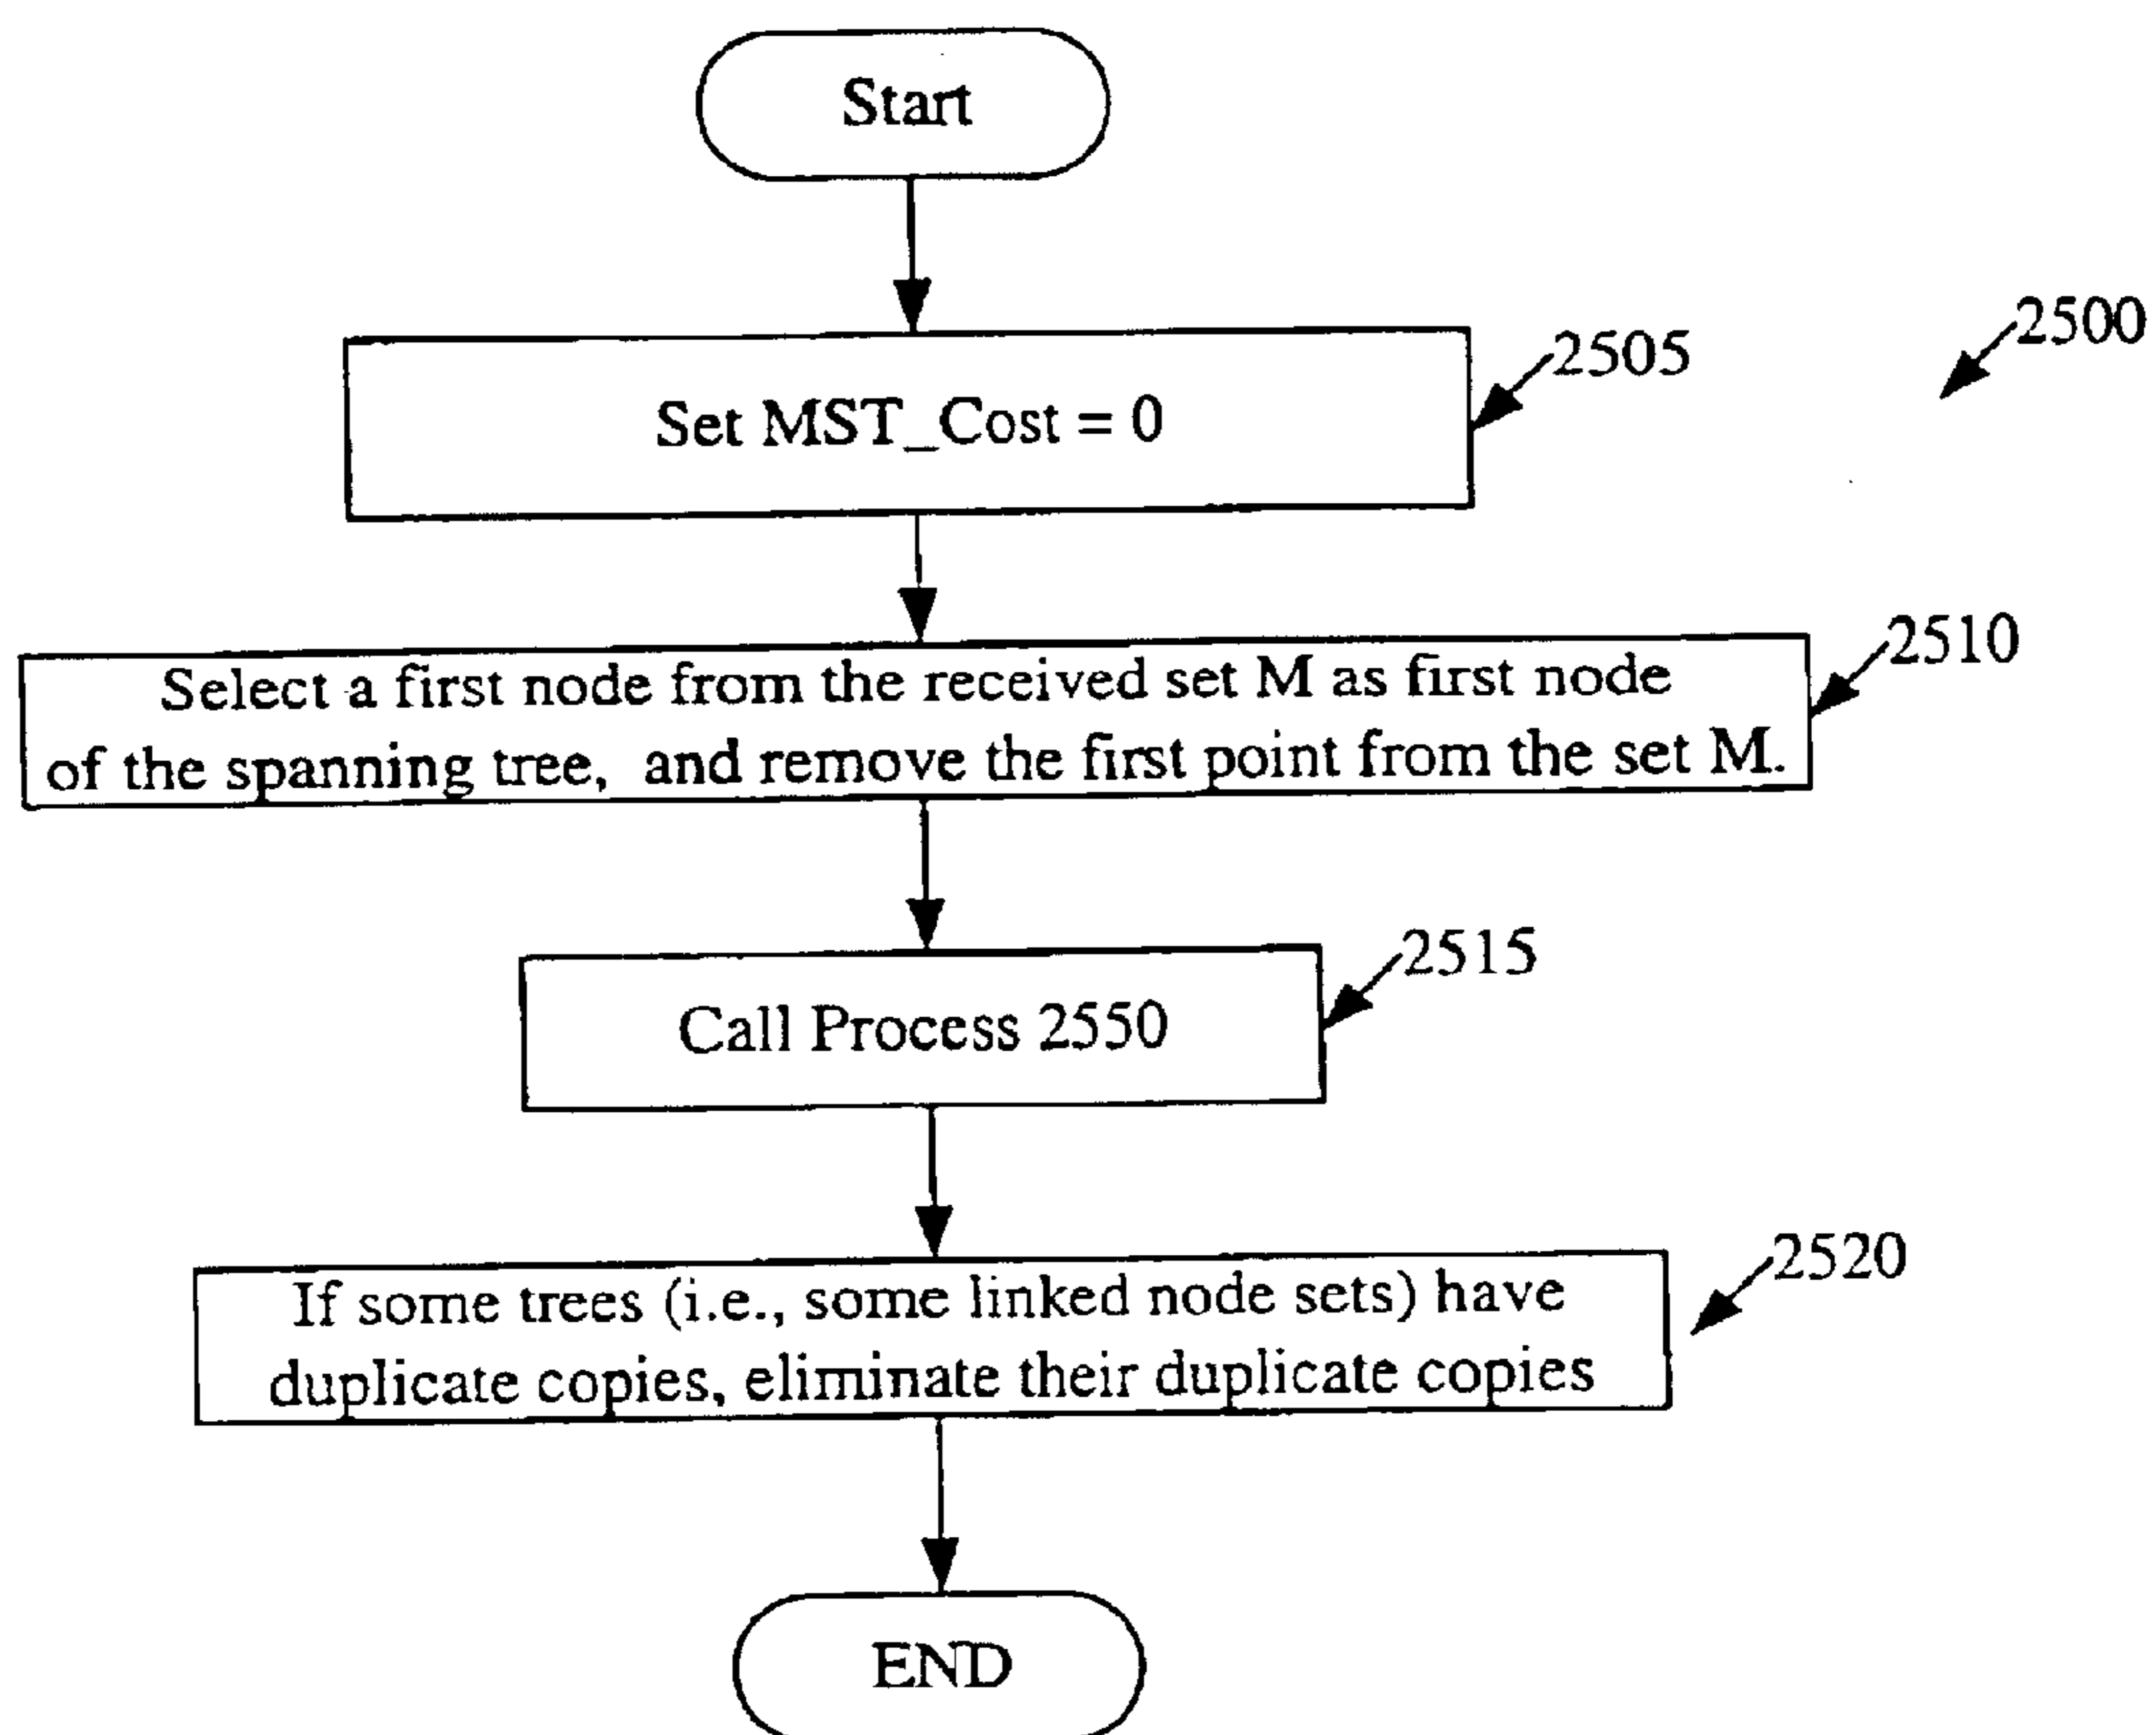 Start
2500
2505
Set MST_Cost = 0
2510
Select a first node from the received set M as first node
of the spanning tree, and remove the first point from the set M.
2515
Call Process 2550
2520
If some trees (i.e., some linked node sets) have
duplicate copies, eliminate their duplicate copies
END